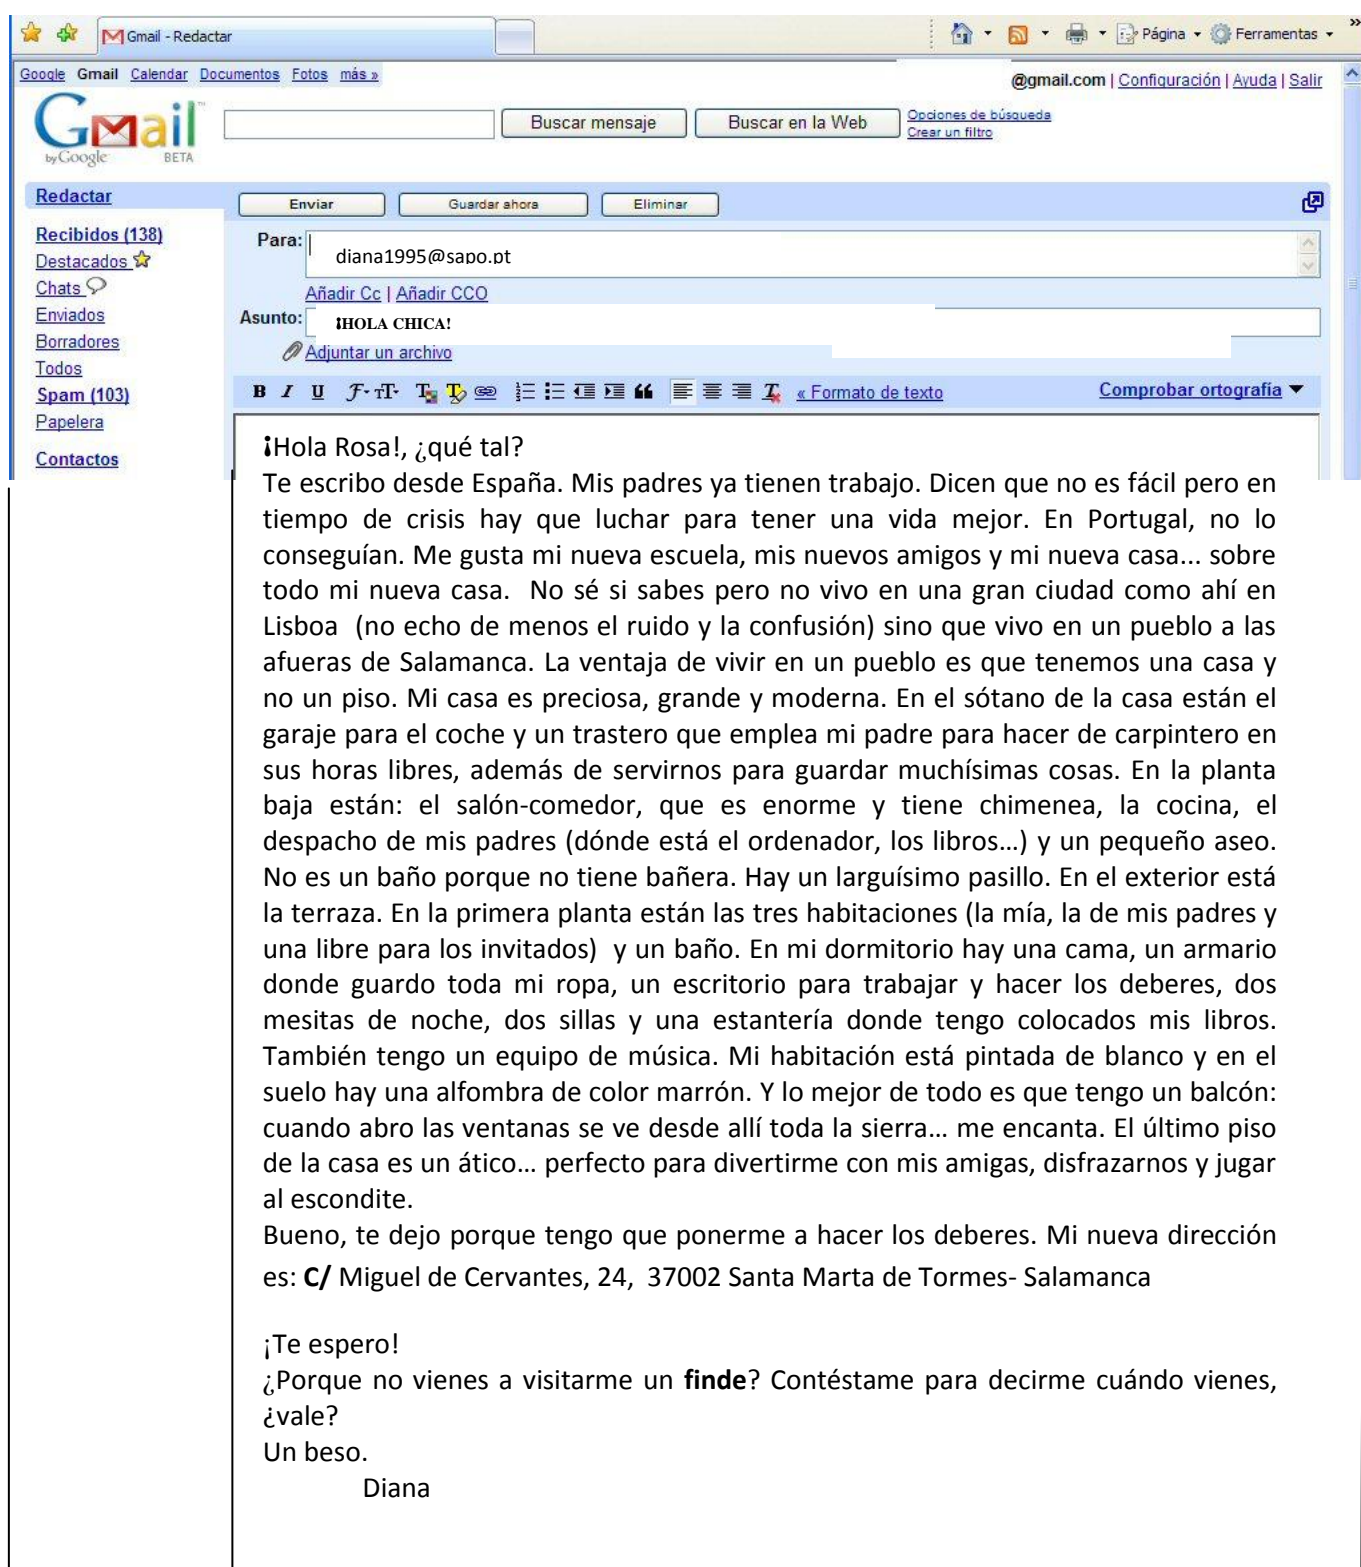 Gmail - Redactar
Página
Ferramentas
»
Google Gmail Calendar Documentos Fotos más »
@gmail.com | Configuración | Ayuda | Salir
Gmail
by Google BETA
Buscar mensaje
Buscar en la Web
Opciones de búsqueda
Crear un filtro
Redactar
Enviar
Guardar ahora
Eliminar
Recibidos (138)
Destacados
Chats
Enviados
Borradores
Todos
Spam (103)
Papelera
Contactos
Para:
diana1995@sapo.pt
Añadir Cc | Añadir CCO
Asunto:
¡HOLA CHICA!
Adjuntar un archivo
B I U
« Formato de texto
Comprobar ortografía
¡Hola Rosa!, ¿qué tal?
Te escribo desde España. Mis padres ya tienen trabajo. Dicen que no es fácil pero en
tiempo de crisis hay que luchar para tener una vida mejor. En Portugal, no lo
conseguían. Me gusta mi nueva escuela, mis nuevos amigos y mi nueva casa... sobre
todo mi nueva casa. No sé si sabes pero no vivo en una gran ciudad como ahí en
Lisboa (no echo de menos el ruido y la confusión) sino que vivo en un pueblo a las
afueras de Salamanca. La ventaja de vivir en un pueblo es que tenemos una casa y
no un piso. Mi casa es preciosa, grande y moderna. En el sótano de la casa están el
garaje para el coche y un trastero que emplea mi padre para hacer de carpintero en
sus horas libres, además de servirnos para guardar muchísimas cosas. En la planta
baja están: el salón-comedor, que es enorme y tiene chimenea, la cocina, el
despacho de mis padres (dónde está el ordenador, los libros…) y un pequeño aseo.
No es un baño porque no tiene bañera. Hay un larguísimo pasillo. En el exterior está
la terraza. En la primera planta están las tres habitaciones (la mía, la de mis padres y
una libre para los invitados) y un baño. En mi dormitorio hay una cama, un armario
donde guardo toda mi ropa, un escritorio para trabajar y hacer los deberes, dos
mesitas de noche, dos sillas y una estantería donde tengo colocados mis libros.
También tengo un equipo de música. Mi habitación está pintada de blanco y en el
suelo hay una alfombra de color marrón. Y lo mejor de todo es que tengo un balcón:
cuando abro las ventanas se ve desde allí toda la sierra… me encanta. El último piso
de la casa es un ático… perfecto para divertirme con mis amigas, disfrazarnos y jugar
al escondite.
Bueno, te dejo porque tengo que ponerme a hacer los deberes. Mi nueva dirección
es: C/ Miguel de Cervantes, 24, 37002 Santa Marta de Tormes- Salamanca
¡Te espero!
¿Porque no vienes a visitarme un finde? Contéstame para decirme cuándo vienes,
¿vale?
Un beso.
Diana